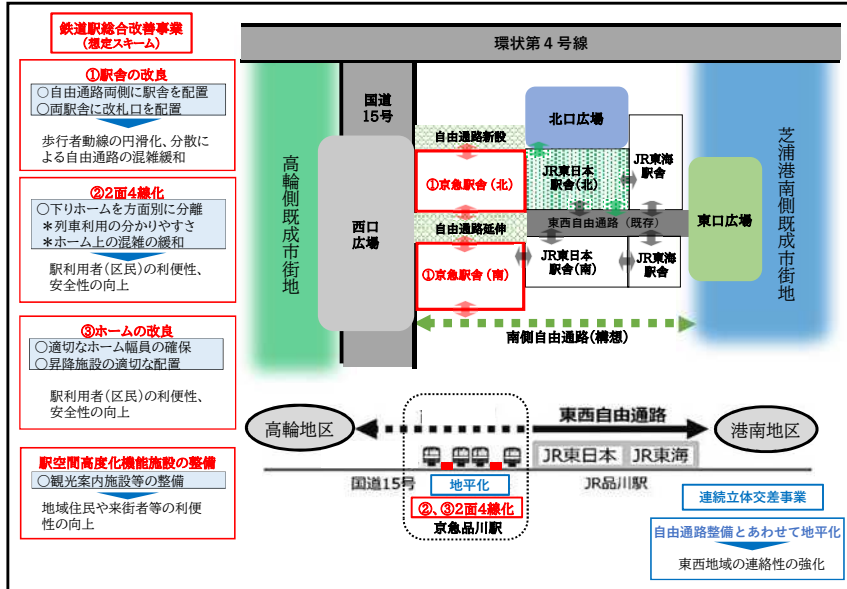 鉄道駅総合改善事業
(想定スキーム)
①駅舎の改良
○自由通路両側に駅舎を配置
○両駅舎に改札口を配置
歩行者動線の円滑化、分散
による自由通路の混雑緩和
②2面4線化
○下りホームを方面別に分離
＊列車利用の分かりやすさ
＊ホーム上の混雑の緩和
駅利用者(区民)の利便性、
安全性の向上
③ホームの改良
○適切なホーム幅員の確保
○昇降施設の適切な配置
駅利用者(区民)の利便性、
安全性の向上
駅空間高度化機能施設の整備
○観光案内施設等の整備
地域住民や来街者等の利便
性の向上
環状第４号線
高輪側既成市街地
国道
15号
西口
広場
自由通路新設
①京急駅舎(北)
自由通路延伸
①京急駅舎(南)
北口広場
JR東日本
駅舎(北)
JR東海
駅舎
東西自由通路（既存）
JR東日本
駅舎(南)
JR東海
駅舎
東口広場
芝浦港南側既成市街地
南側自由通路(構想)
高輪地区
東西自由通路
港南地区
JR東日本
JR東海
国道15号
地平化
JR品川駅
②、③2面4線化
京急品川駅
連続立体交差事業
自由通路整備とあわせて地平化
東西地域の連絡性の強化